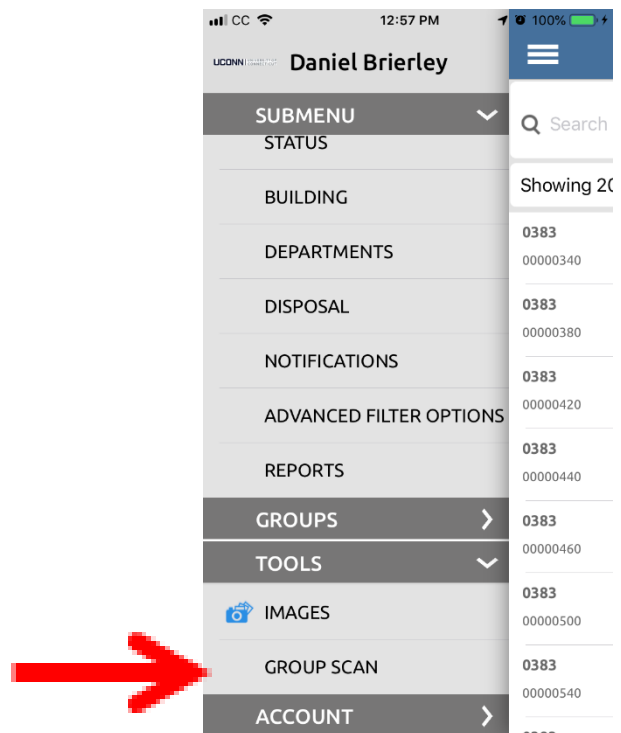 CC 12:57 PM 100%
UCONN Daniel Brierley
SUBMENU
STATUS
BUILDING
DEPARTMENTS
DISPOSAL
NOTIFICATIONS
ADVANCED FILTER OPTIONS
REPORTS
GROUPS
TOOLS
IMAGES
GROUP SCAN
ACCOUNT
Search
Showing 20
0383
00000340
0383
00000380
0383
00000420
0383
00000440
0383
00000460
0383
00000500
0383
00000540